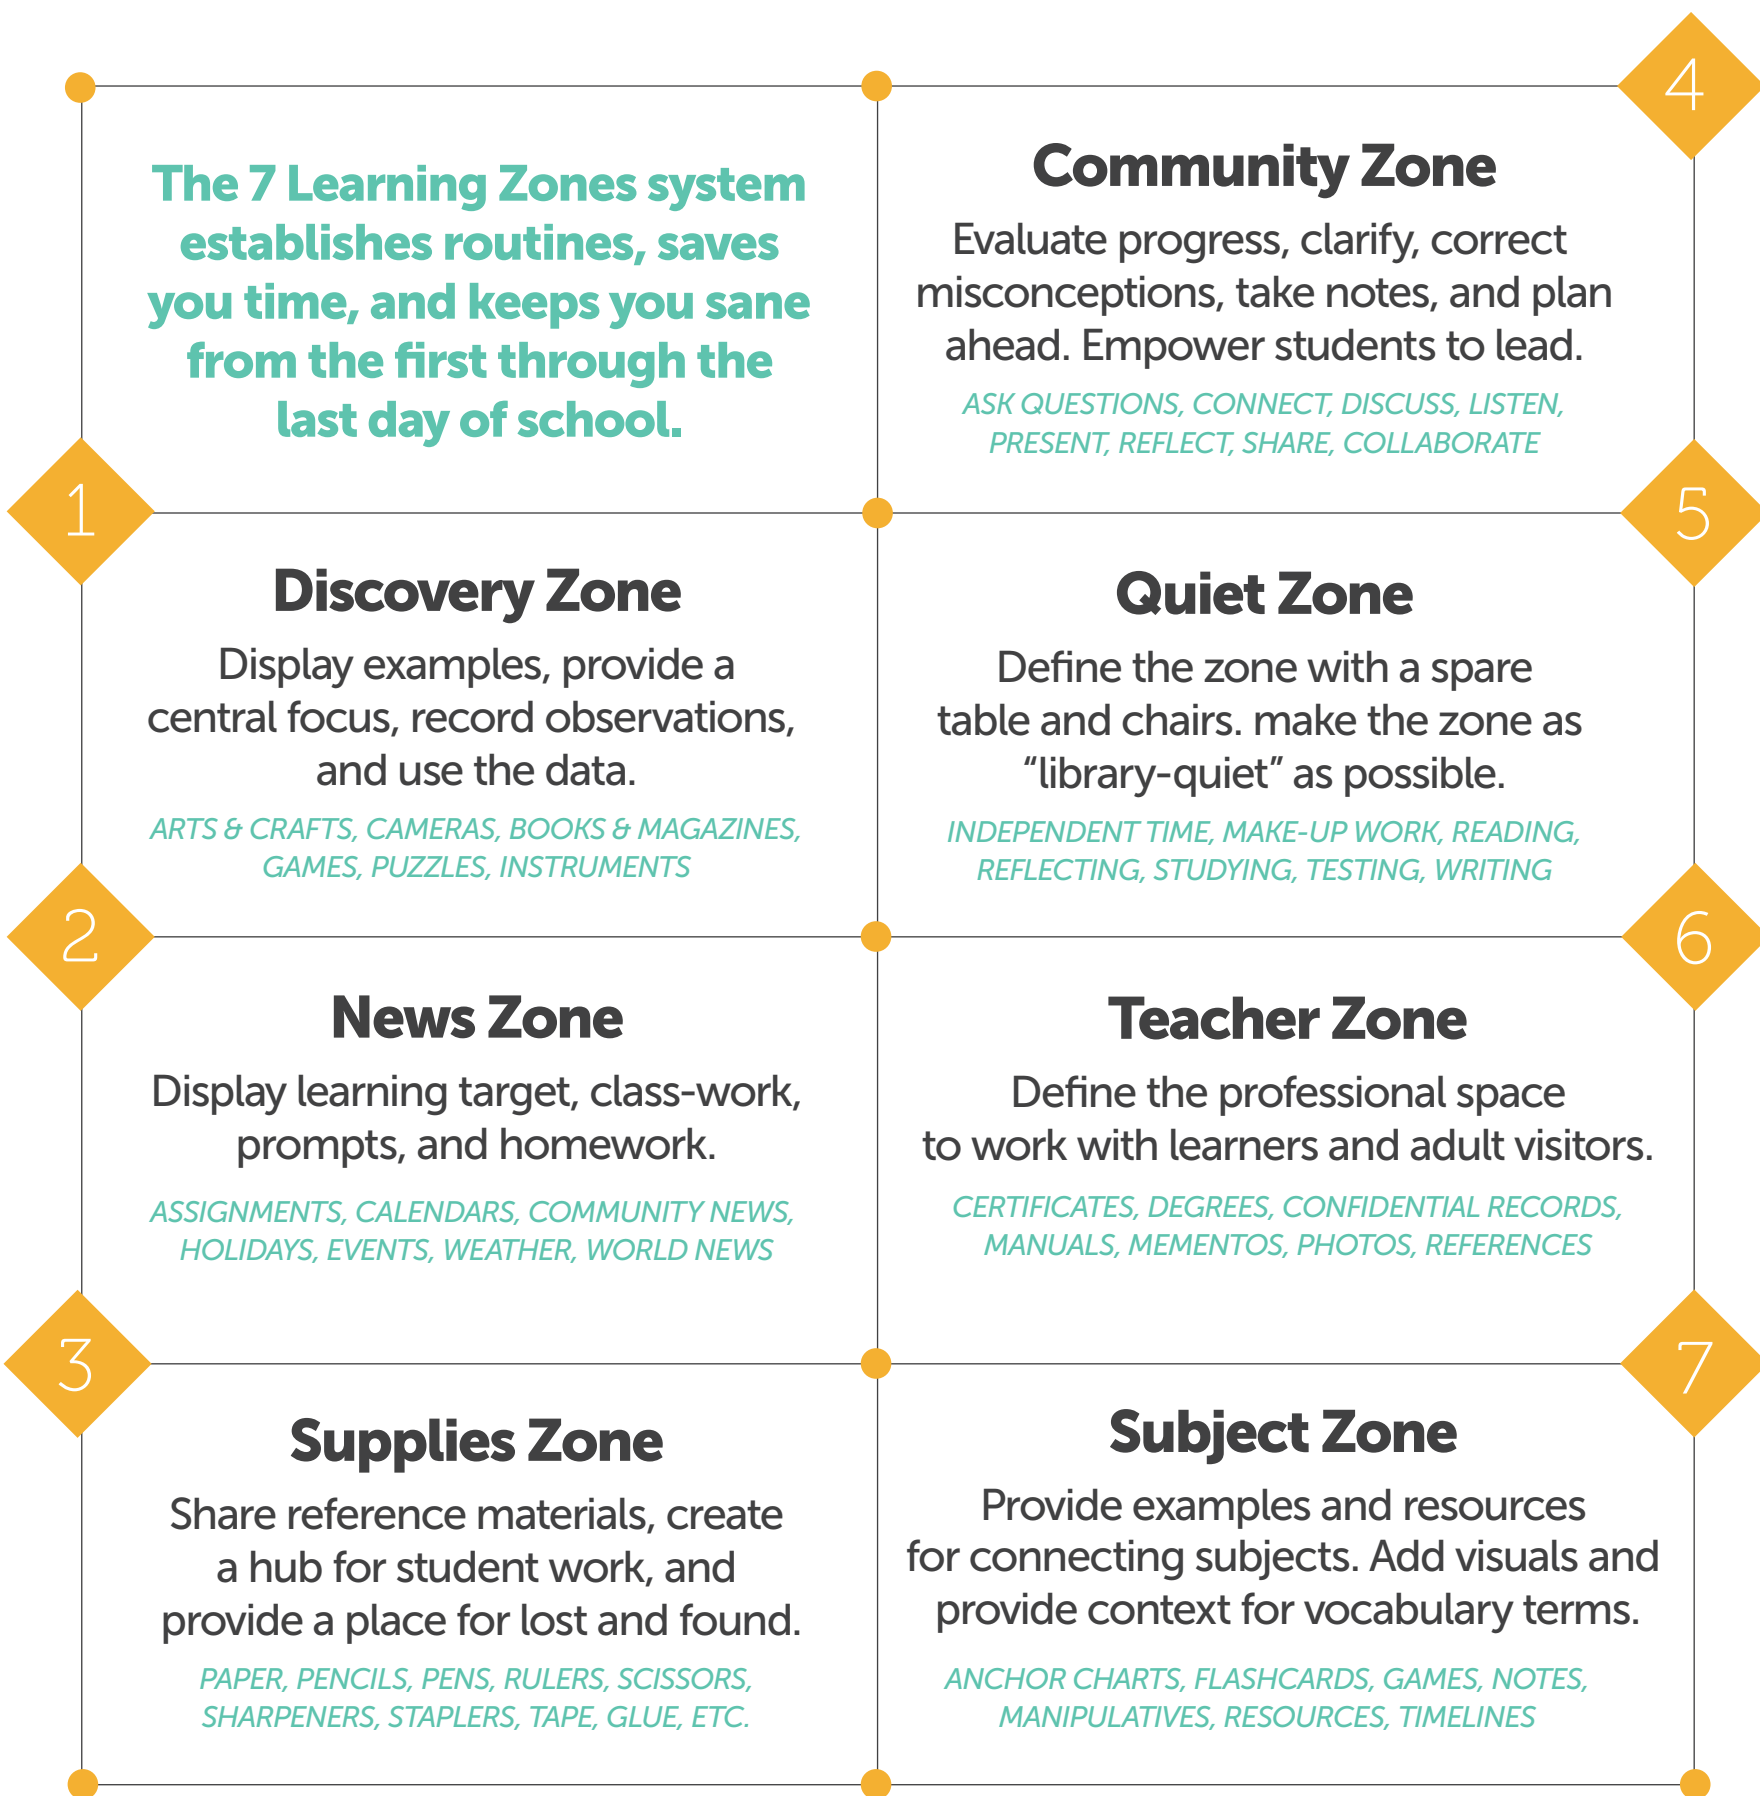 The 7 Learning Zones system
establishes routines, saves
you time, and keeps you sane
from the first through the
last day of school.
1
Discovery Zone
Display examples, provide a
central focus, record observations,
and use the data.
ARTS & CRAFTS, CAMERAS, BOOKS & MAGAZINES,
GAMES, PUZZLES, INSTRUMENTS
2
News Zone
Display learning target, class-work,
prompts, and homework.
ASSIGNMENTS, CALENDARS, COMMUNITY NEWS,
HOLIDAYS, EVENTS, WEATHER, WORLD NEWS
3
Supplies Zone
Share reference materials, create
a hub for student work, and
provide a place for lost and found.
PAPER, PENCILS, PENS, RULERS, SCISSORS,
SHARPENERS, STAPLERS, TAPE, GLUE, ETC.
4
Community Zone
Evaluate progress, clarify, correct
misconceptions, take notes, and plan
ahead. Empower students to lead.
ASK QUESTIONS, CONNECT, DISCUSS, LISTEN,
PRESENT, REFLECT, SHARE, COLLABORATE
5
Quiet Zone
Define the zone with a spare
table and chairs. make the zone as
“library-quiet” as possible.
INDEPENDENT TIME, MAKE-UP WORK, READING,
REFLECTING, STUDYING, TESTING, WRITING
6
Teacher Zone
Define the professional space
to work with learners and adult visitors.
CERTIFICATES, DEGREES, CONFIDENTIAL RECORDS,
MANUALS, MEMENTOS, PHOTOS, REFERENCES
7
Subject Zone
Provide examples and resources
for connecting subjects. Add visuals and
provide context for vocabulary terms.
ANCHOR CHARTS, FLASHCARDS, GAMES, NOTES,
MANIPULATIVES, RESOURCES, TIMELINES